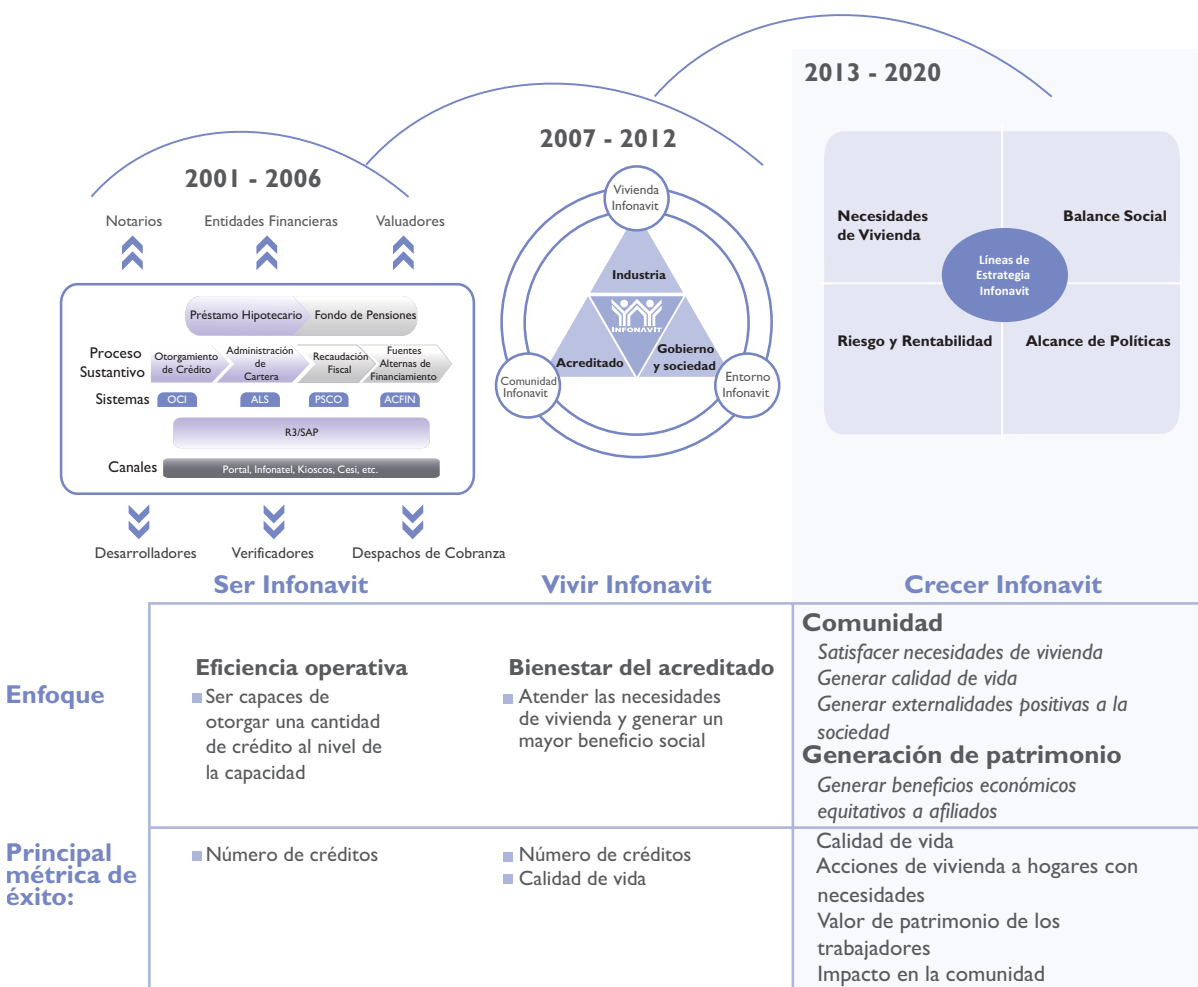 2001 - 2006
Notarios
Entidades Financieras
Valuadores
Préstamo Hipotecario
Fondo de Pensiones
Proceso
Sustantivo
Otorgamiento
de Crédito
Administración
de
Cartera
Recaudación
Fiscal
Fuentes
Alternas de
Financiamiento
Sistemas
OCI
ALS
PSCO
ACFIN
R3/SAP
Canales
Portal, Infonatel, Kioscos, Cesi, etc.
Desarrolladores
Verificadores
Despachos de Cobranza
2007 - 2012
Vivienda
Infonavit
Industria
INFONAVIT
Acreditado
Gobierno
y sociedad
Comunidad
Infonavit
Entorno
Infonavit
2013 - 2020
Necesidades
de Vivienda
Balance Social
Líneas de
Estrategia
Infonavit
Riesgo y Rentabilidad
Alcance de Políticas
Ser Infonavit
Vivir Infonavit
Crecer Infonavit
Enfoque
Eficiencia operativa
Ser capaces de
otorgar una cantidad
de crédito al nivel de
la capacidad
Bienestar del acreditado
Atender las necesidades
de vivienda y generar un
mayor beneficio social
Comunidad
Satisfacer necesidades de vivienda
Generar calidad de vida
Generar externalidades positivas a la
sociedad
Generación de patrimonio
Generar beneficios económicos
equitativos a afiliados
Principal
métrica de
éxito:
Número de créditos
Número de créditos
Calidad de vida
Calidad de vida
Acciones de vivienda a hogares con
necesidades
Valor de patrimonio de los
trabajadores
Impacto en la comunidad